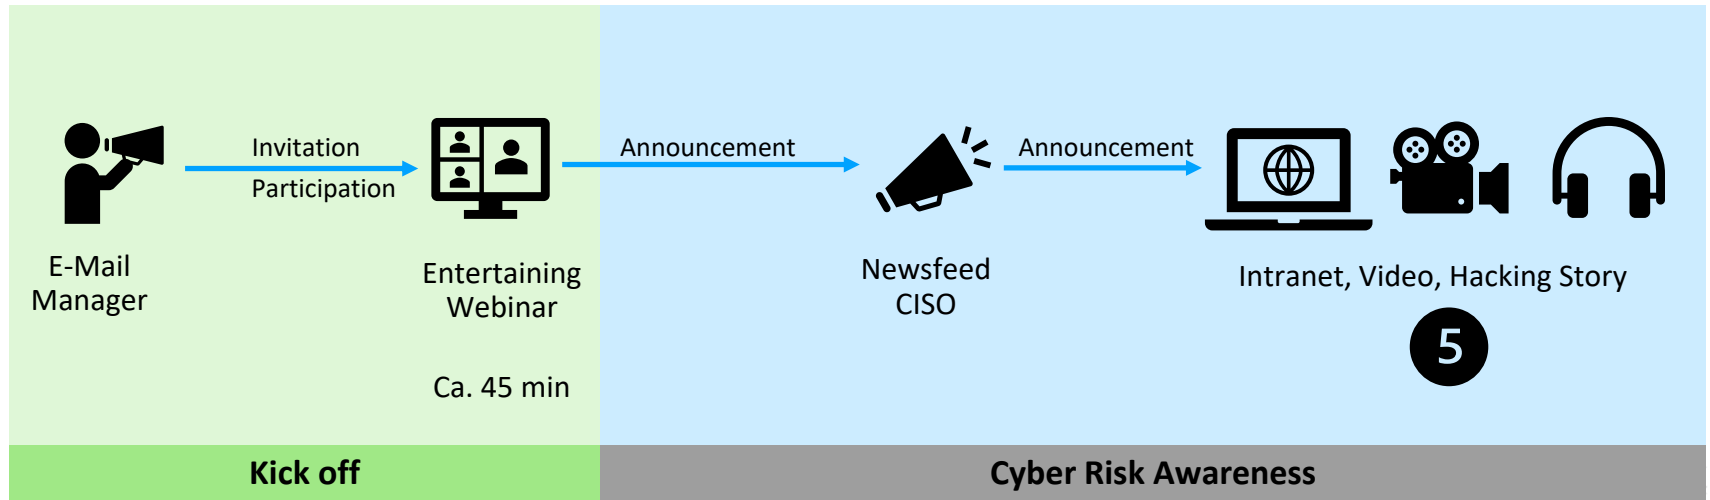 Invitation
Participation
Announcement
Announcement
E-Mail
Manager
Entertaining
Webinar
Ca. 45 min
Newsfeed
CISO
Intranet, Video, Hacking Story
5
Kick off
Cyber Risk Awareness